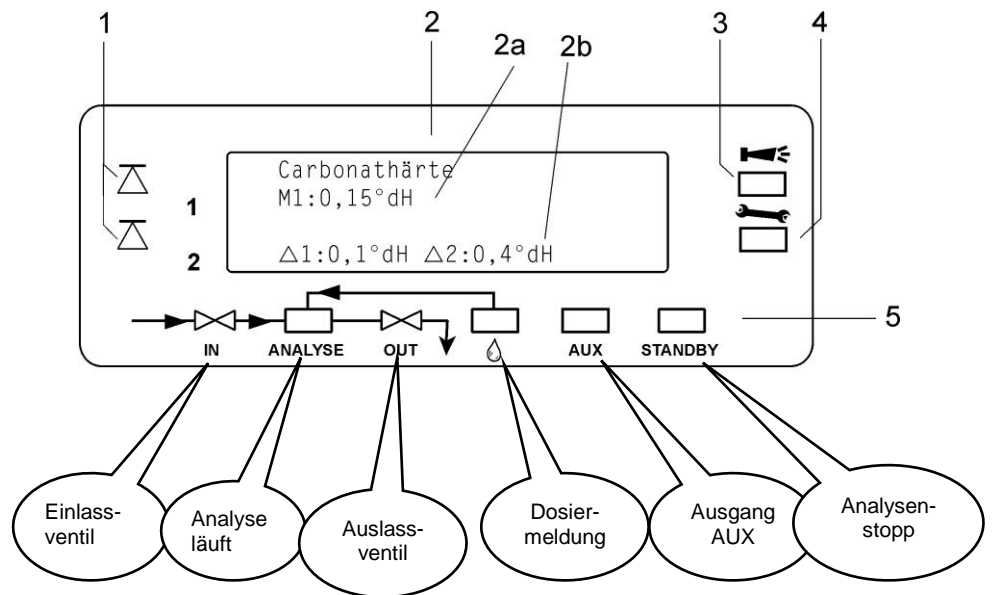 1
2
2a
2b
3
4
Carbonathärte
M1:0,15°dH
1
2
△1:0,1°dH △2:0,4°dH
5
IN
ANALYSE
OUT
AUX
STANDBY
Einlass-
ventil
Analyse
läuft
Auslass-
ventil
Dosier-
meldung
Ausgang
AUX
Analysen-
stopp